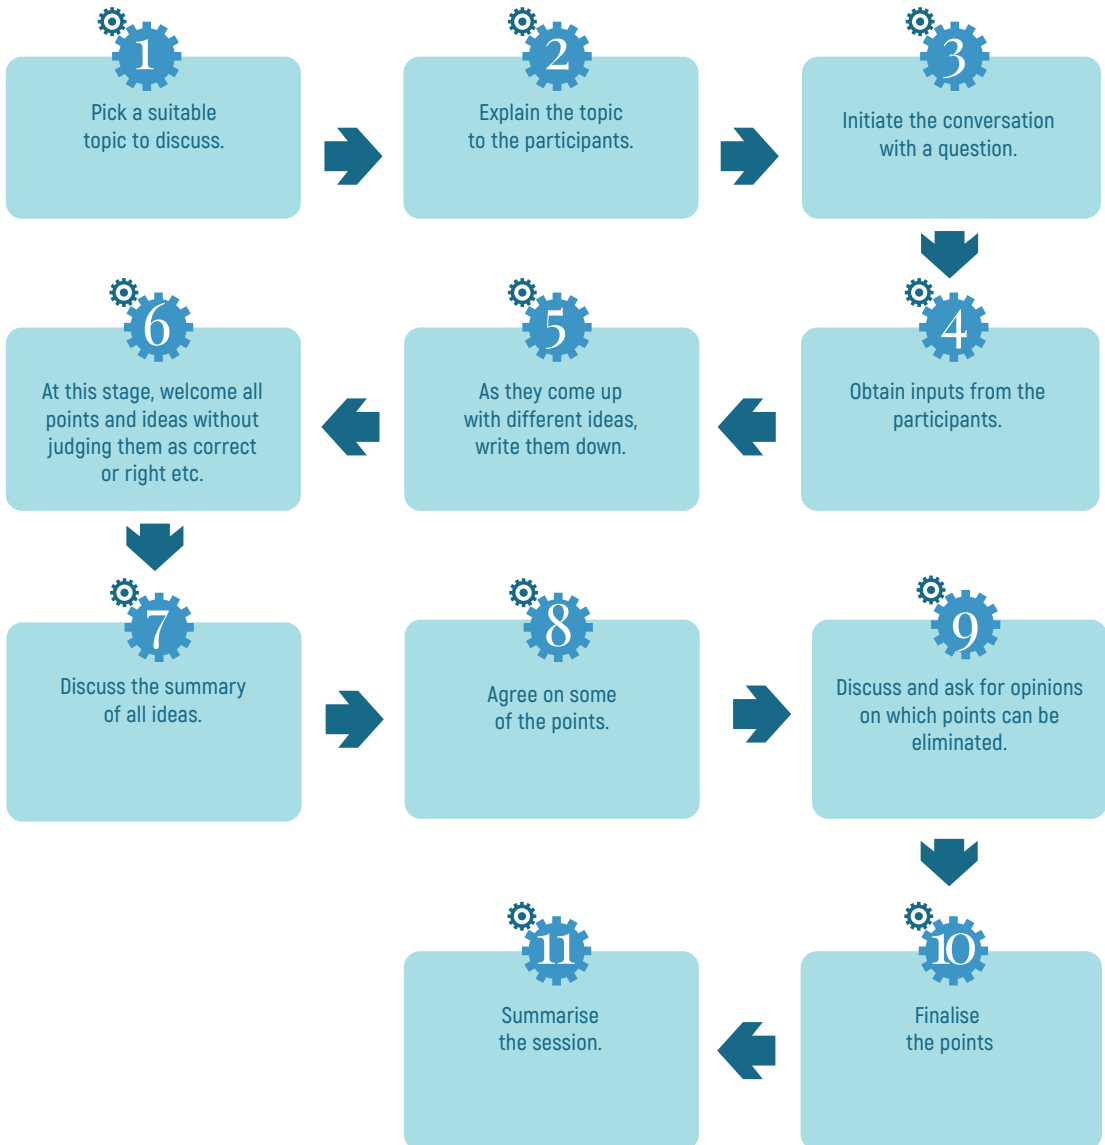 1
Pick a suitable
topic to discuss.
2
Explain the topic
to the participants.
3
Initiate the conversation
with a question.
4
Obtain inputs from the
participants.
5
As they come up
with different ideas,
write them down.
6
At this stage, welcome all
points and ideas without
judging them as correct
or right etc.
7
Discuss the summary
of all ideas.
8
Agree on some
of the points.
9
Discuss and ask for opinions
on which points can be
eliminated.
10
Finalise
the points
11
Summarise
the session.